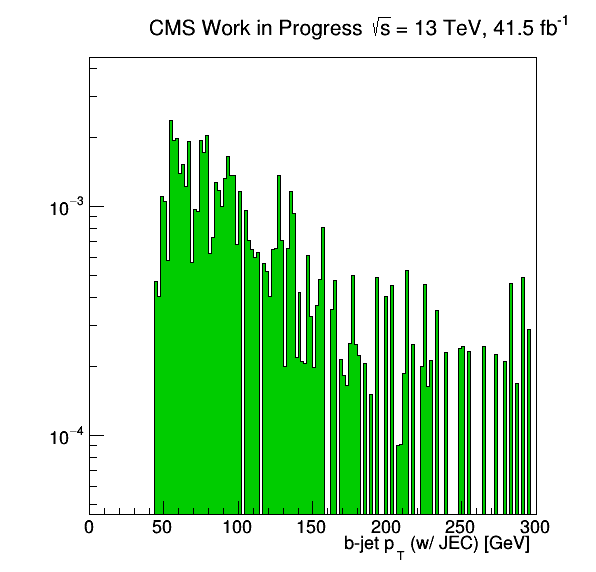 CMS Work in Progress √s = 13 TeV, 41.5 fb⁻¹
10⁻³
10⁻⁴
0 50 100 150 200 250 300
b-jet p_T (w/ JEC) [GeV]